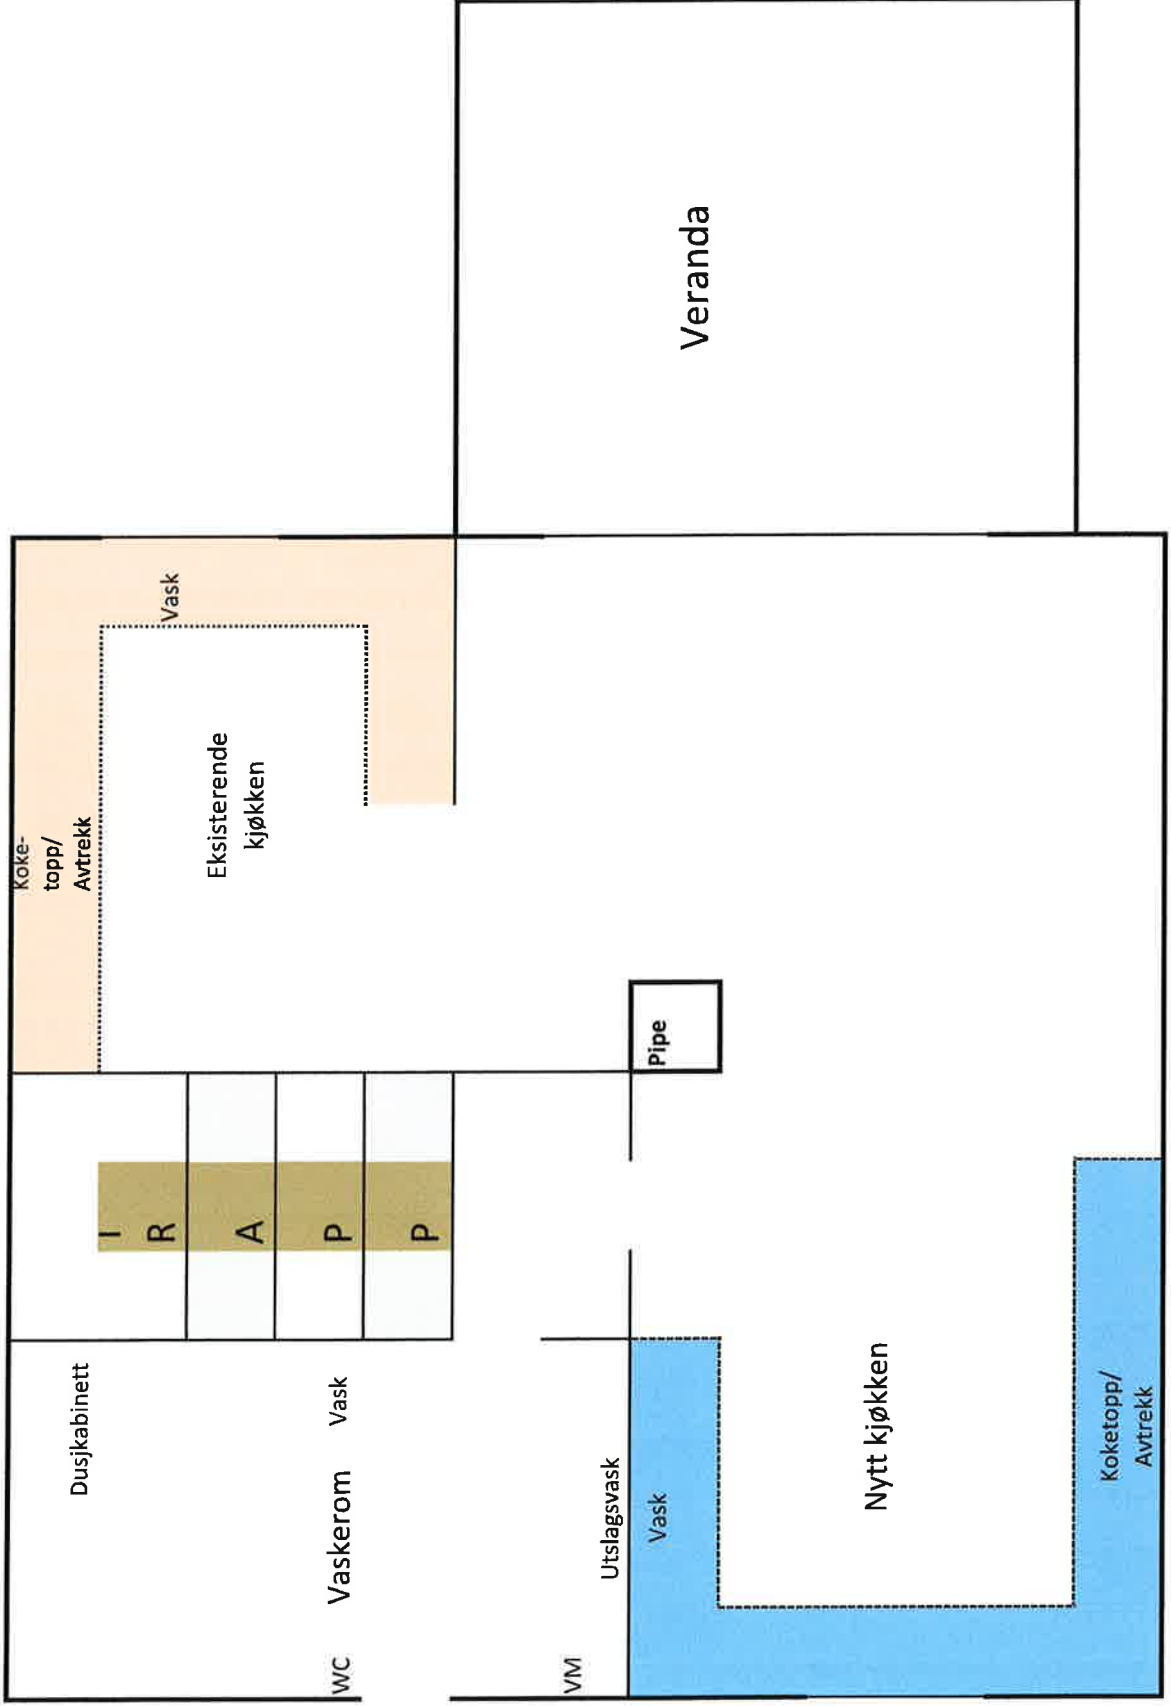 Koke-
topp/
Avtrekk
Dusjkabinett
I
R
A
P
P
Vask
Eksisterende
kjøkken
WC
Vaskerom
Vask
VM
Utslagsvask
Vask
Pipe
Veranda
Nytt kjøkken
Koketopp/
Avtrekk